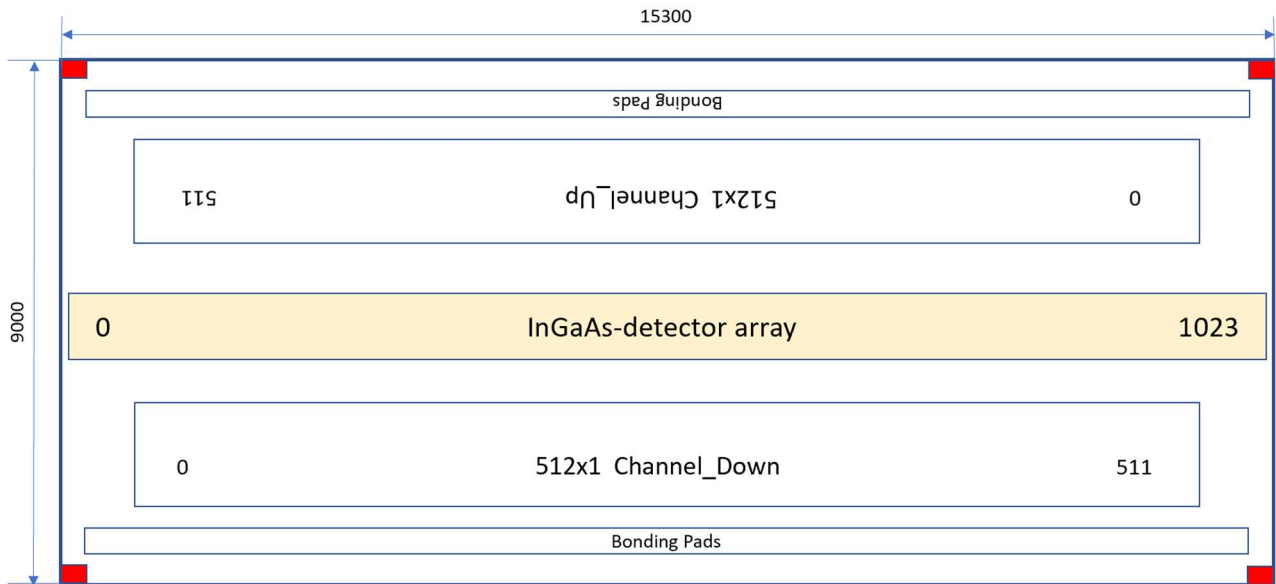 15300
Bonding Pads
511 512x1 Channel_Up 0
9000
0 InGaAs-detector array 1023
0 512x1 Channel_Down 511
Bonding Pads